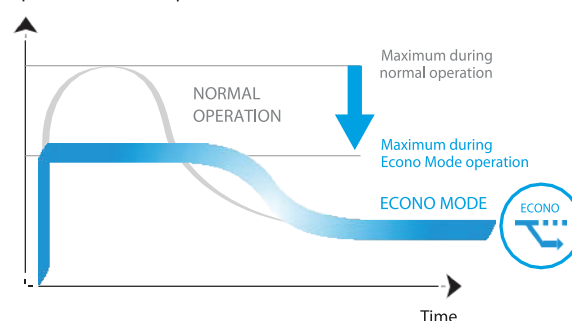 Maximum during
normal operation
NORMAL
OPERATION
Maximum during
Econo Mode operation
ECONO MODE
ECONO
Time